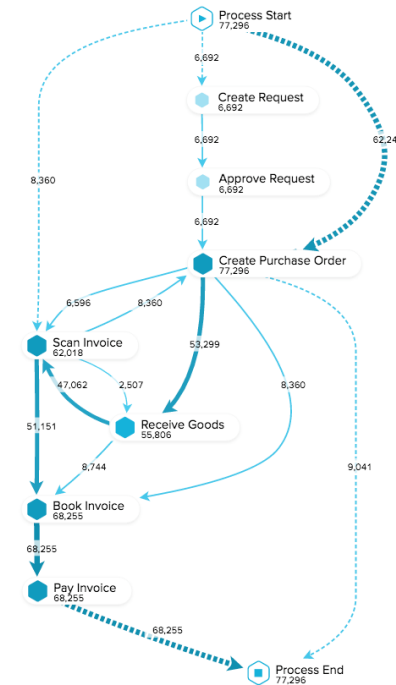 Process Start
77,296
6,692
Create Request
6,692
6,692
62,24
Approve Request
6,692
8,360
6,692
Create Purchase Order
77,296
6,596
8,360
Scan Invoice
62,018
53,299
47,062
2,507
8,360
Receive Goods
55,806
51,151
8,744
9,041
Book Invoice
68,255
68,255
Pay Invoice
68,255
68,255
Process End
77,296